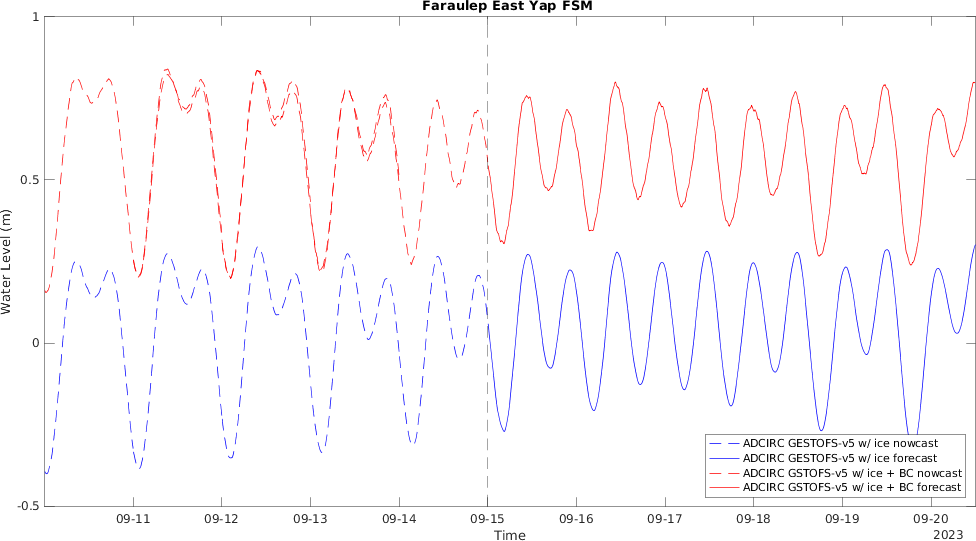 Faraulep East Yap FSM
1
0.5
0
-0.5
Water Level (m)
09-11 09-12 09-13 09-14 09-15 09-16 09-17 09-18 09-19 09-20
Time
2023
ADCIRC GESTOFS-v5 w/ ice nowcast
ADCIRC GESTOFS-v5 w/ ice forecast
ADCIRC GSTOFS-v5 w/ ice + BC nowcast
ADCIRC GSTOFS-v5 w/ ice + BC forecast